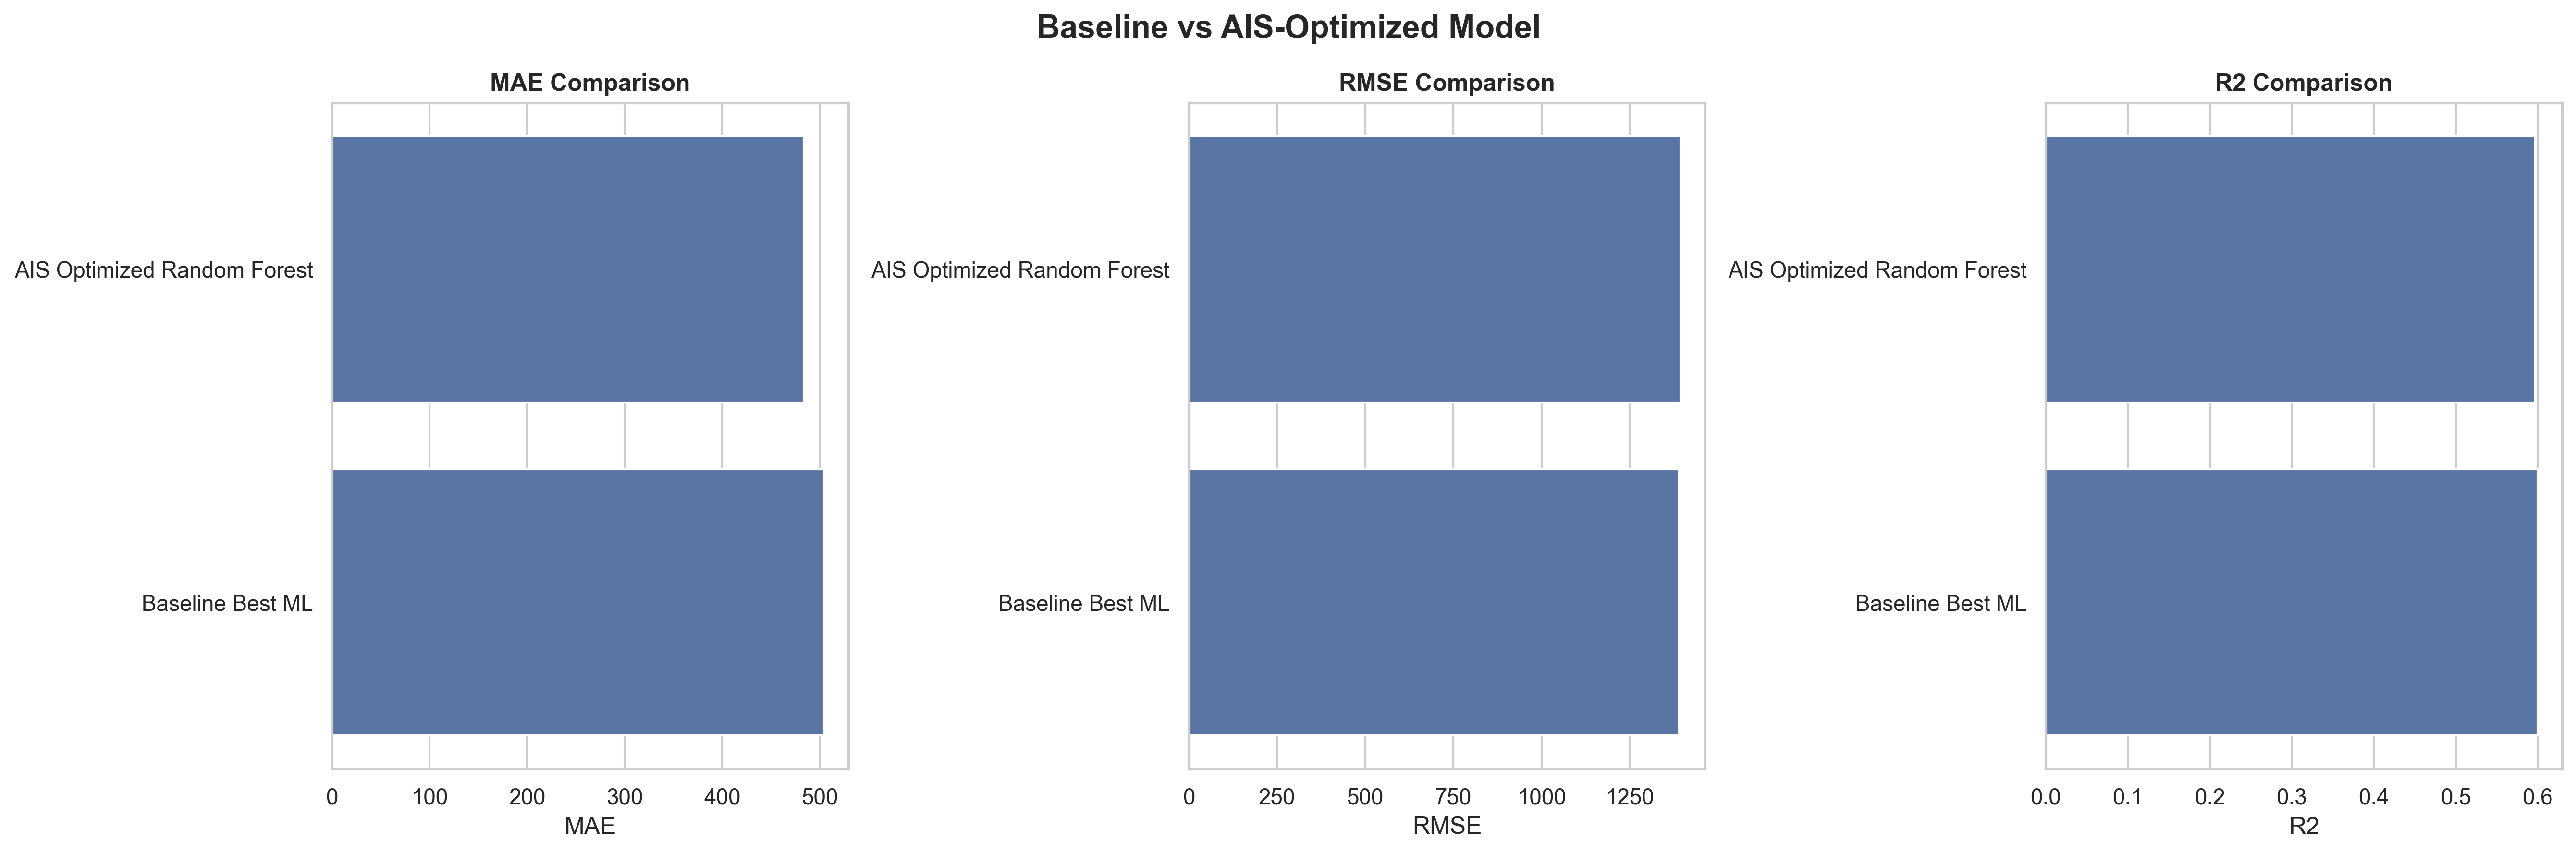 Baseline vs AIS-Optimized Model
MAE Comparison
AIS Optimized Random Forest
Baseline Best ML
0 100 200 300 400 500
MAE
RMSE Comparison
AIS Optimized Random Forest
Baseline Best ML
0 250 500 750 1000 1250
RMSE
R2 Comparison
AIS Optimized Random Forest
Baseline Best ML
0.0 0.1 0.2 0.3 0.4 0.5 0.6
R2